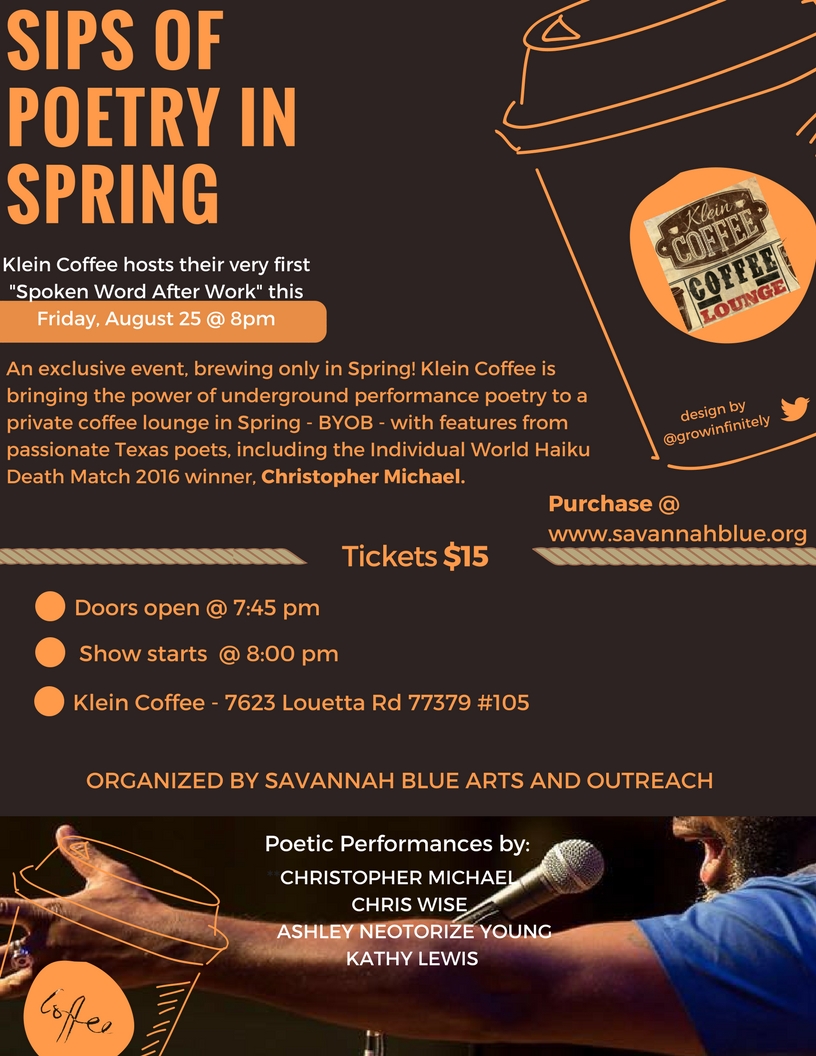 SIPS OF
POETRY IN
SPRING
Klein Coffee hosts their very first
"Spoken Word After Work" this
Friday, August 25 @ 8pm
Klein
COFFEE
COFFEE
LOUNGE
An exclusive event, brewing only in Spring! Klein Coffee is
bringing the power of underground performance poetry to a
private coffee lounge in Spring - BYOB - with features from
passionate Texas poets, including the Individual World Haiku
Death Match 2016 winner, Christopher Michael.
design by
@growinfinitely
Purchase @
www.savannahblue.org
Tickets $15
Doors open @ 7:45 pm
Show starts @ 8:00 pm
Klein Coffee - 7623 Louetta Rd 77379 #105
ORGANIZED BY SAVANNAH BLUE ARTS AND OUTREACH
Poetic Performances by:
CHRISTOPHER MICHAEL
CHRIS WISE
ASHLEY NEOTORIZE YOUNG
KATHY LEWIS
Coffee